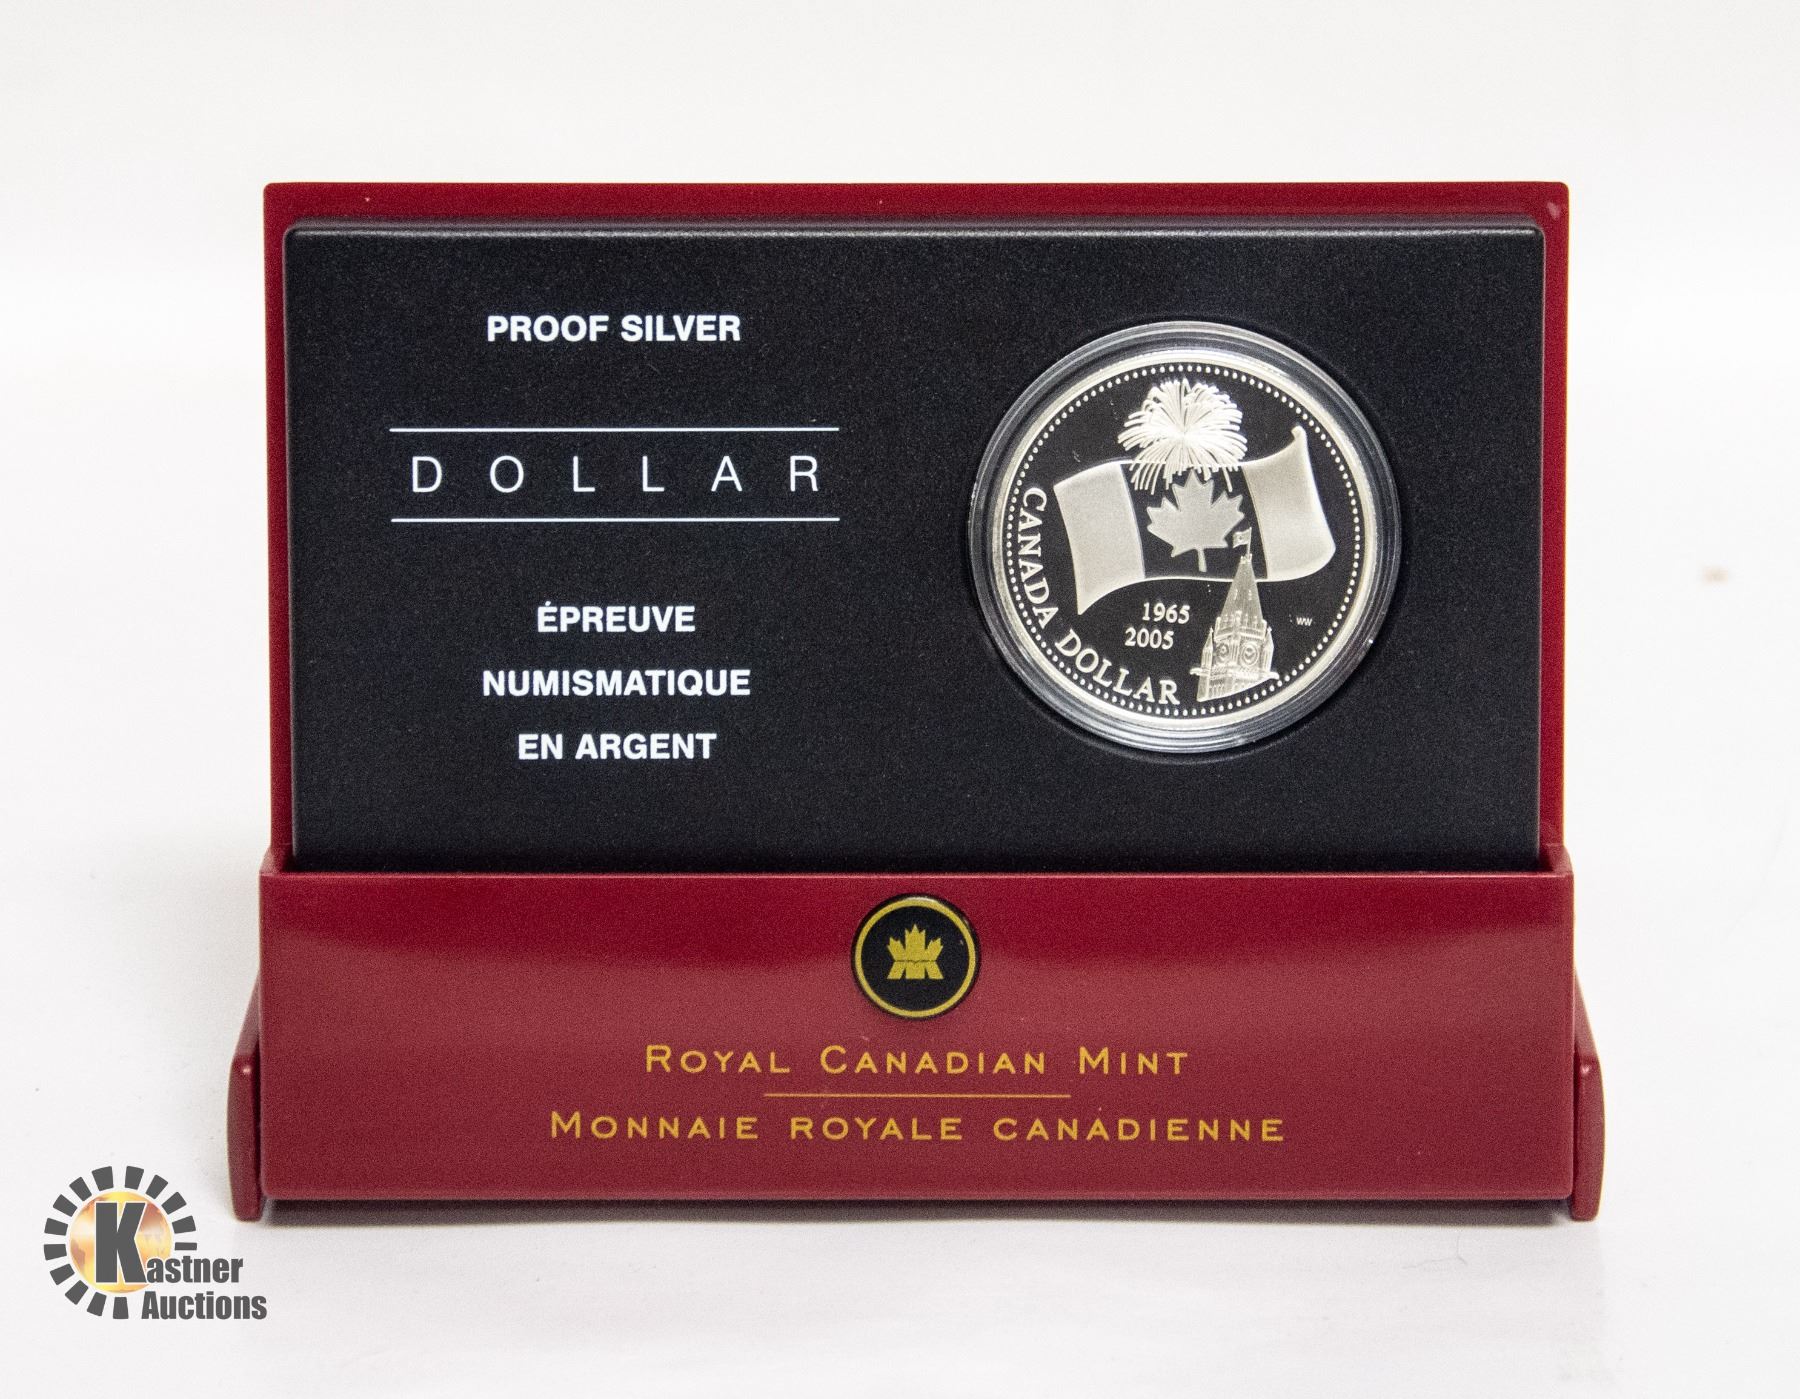 PROOF SILVER
DOLLAR
ÉPREUVE
NUMISMATIQUE
EN ARGENT
CANADA DOLLAR
1965
2005
WW
ROYAL CANADIAN MINT
MONNAIE ROYALE CANADIENNE
Kastner
Auctions